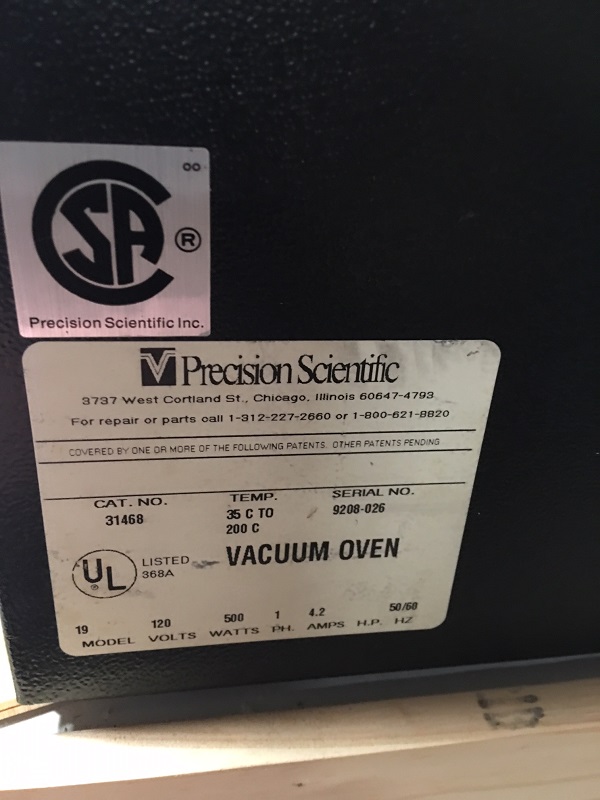 CSA
®
Precision Scientific Inc.
Precision Scientific
3737 West Cortland St., Chicago, Illinois 60647-4793
For repair or parts call 1-312-227-2660 or 1-800-621-8820
COVERED BY ONE OR MORE OF THE FOLLOWING PATENTS. OTHER PATENTS PENDING
CAT. NO. TEMP. SERIAL NO.
31468 35 C TO 9208-026
200 C
UL ® LISTED VACUUM OVEN
368A
19 120 500 1 4.2 50/60
MODEL VOLTS WATTS PH. AMPS H.P. HZ